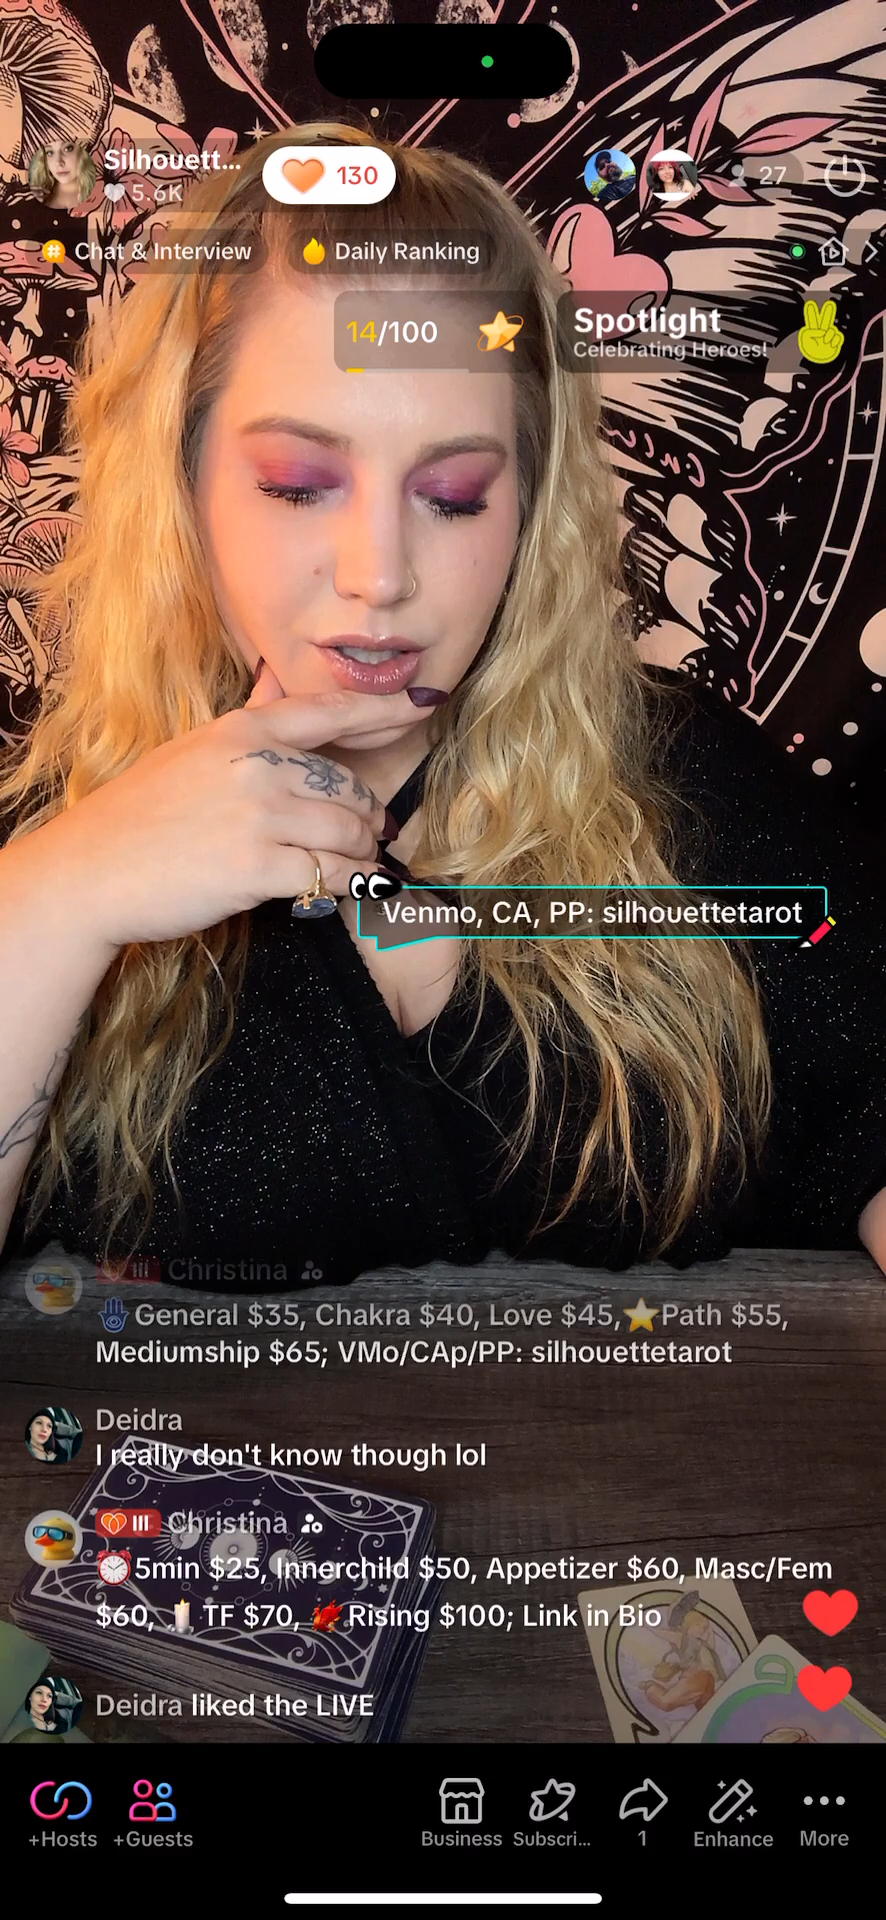 Silhouett...
5.6K
130
27
Chat & Interview
Daily Ranking
14/100
Spotlight
Celebrating Heroes!
Venmo, CA, PP: silhouettetarot
III Christina
🖐General $35, Chakra $40, Love $45,⭐Path $55,
Mediumship $65; VMo/CAp/PP: silhouettetarot
Deidra
I really don't know though lol
III Christina
⏰5min $25, Innerchild $50, Appetizer $60, Masc/Fem
$60, 🕯TF $70, 🐦‍🔥Rising $100; Link in Bio
Deidra liked the LIVE
+Hosts
+Guests
Business
Subscri...
1
Enhance
More